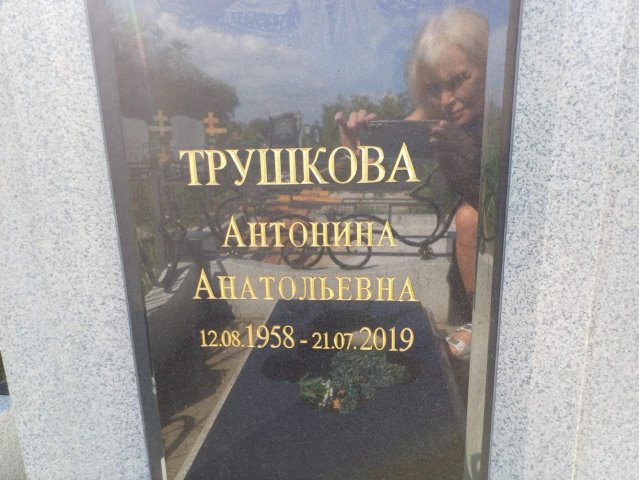 ТРУШКОВА
АНТОНИНА
АНАТОЛЬЕВНА
12.08.1958 - 21.07.2019